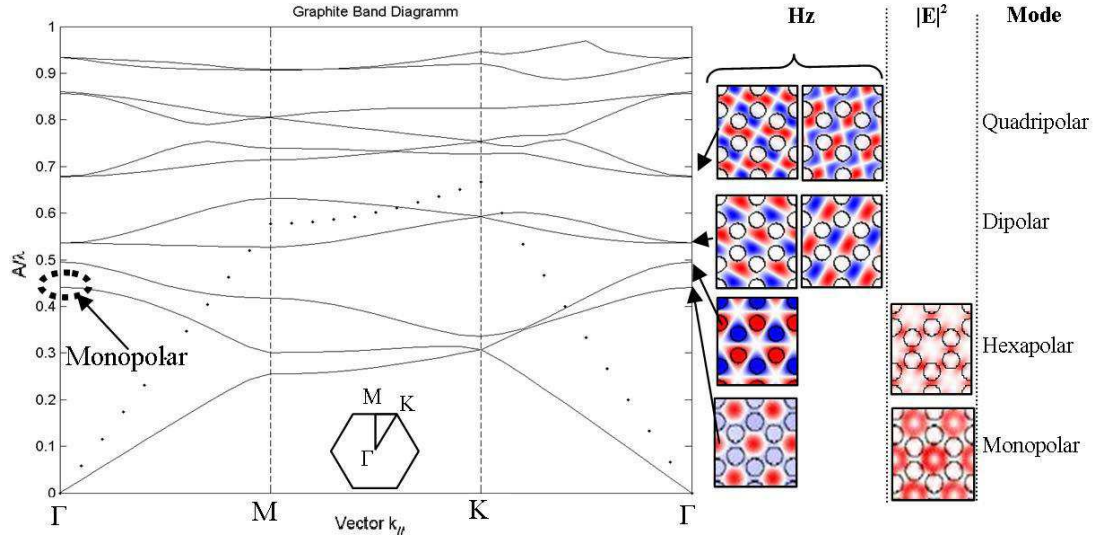 Graphite Band Diagramm
Hz
|E|²
Mode
1
0.9
0.8
0.7
0.6
0.5
0.4
0.3
0.2
0.1
0
A/λ
Monopolar
M
K
Γ
Γ
M
K
Γ
Vector k//
Quadripolar
Dipolar
Hexapolar
Monopolar